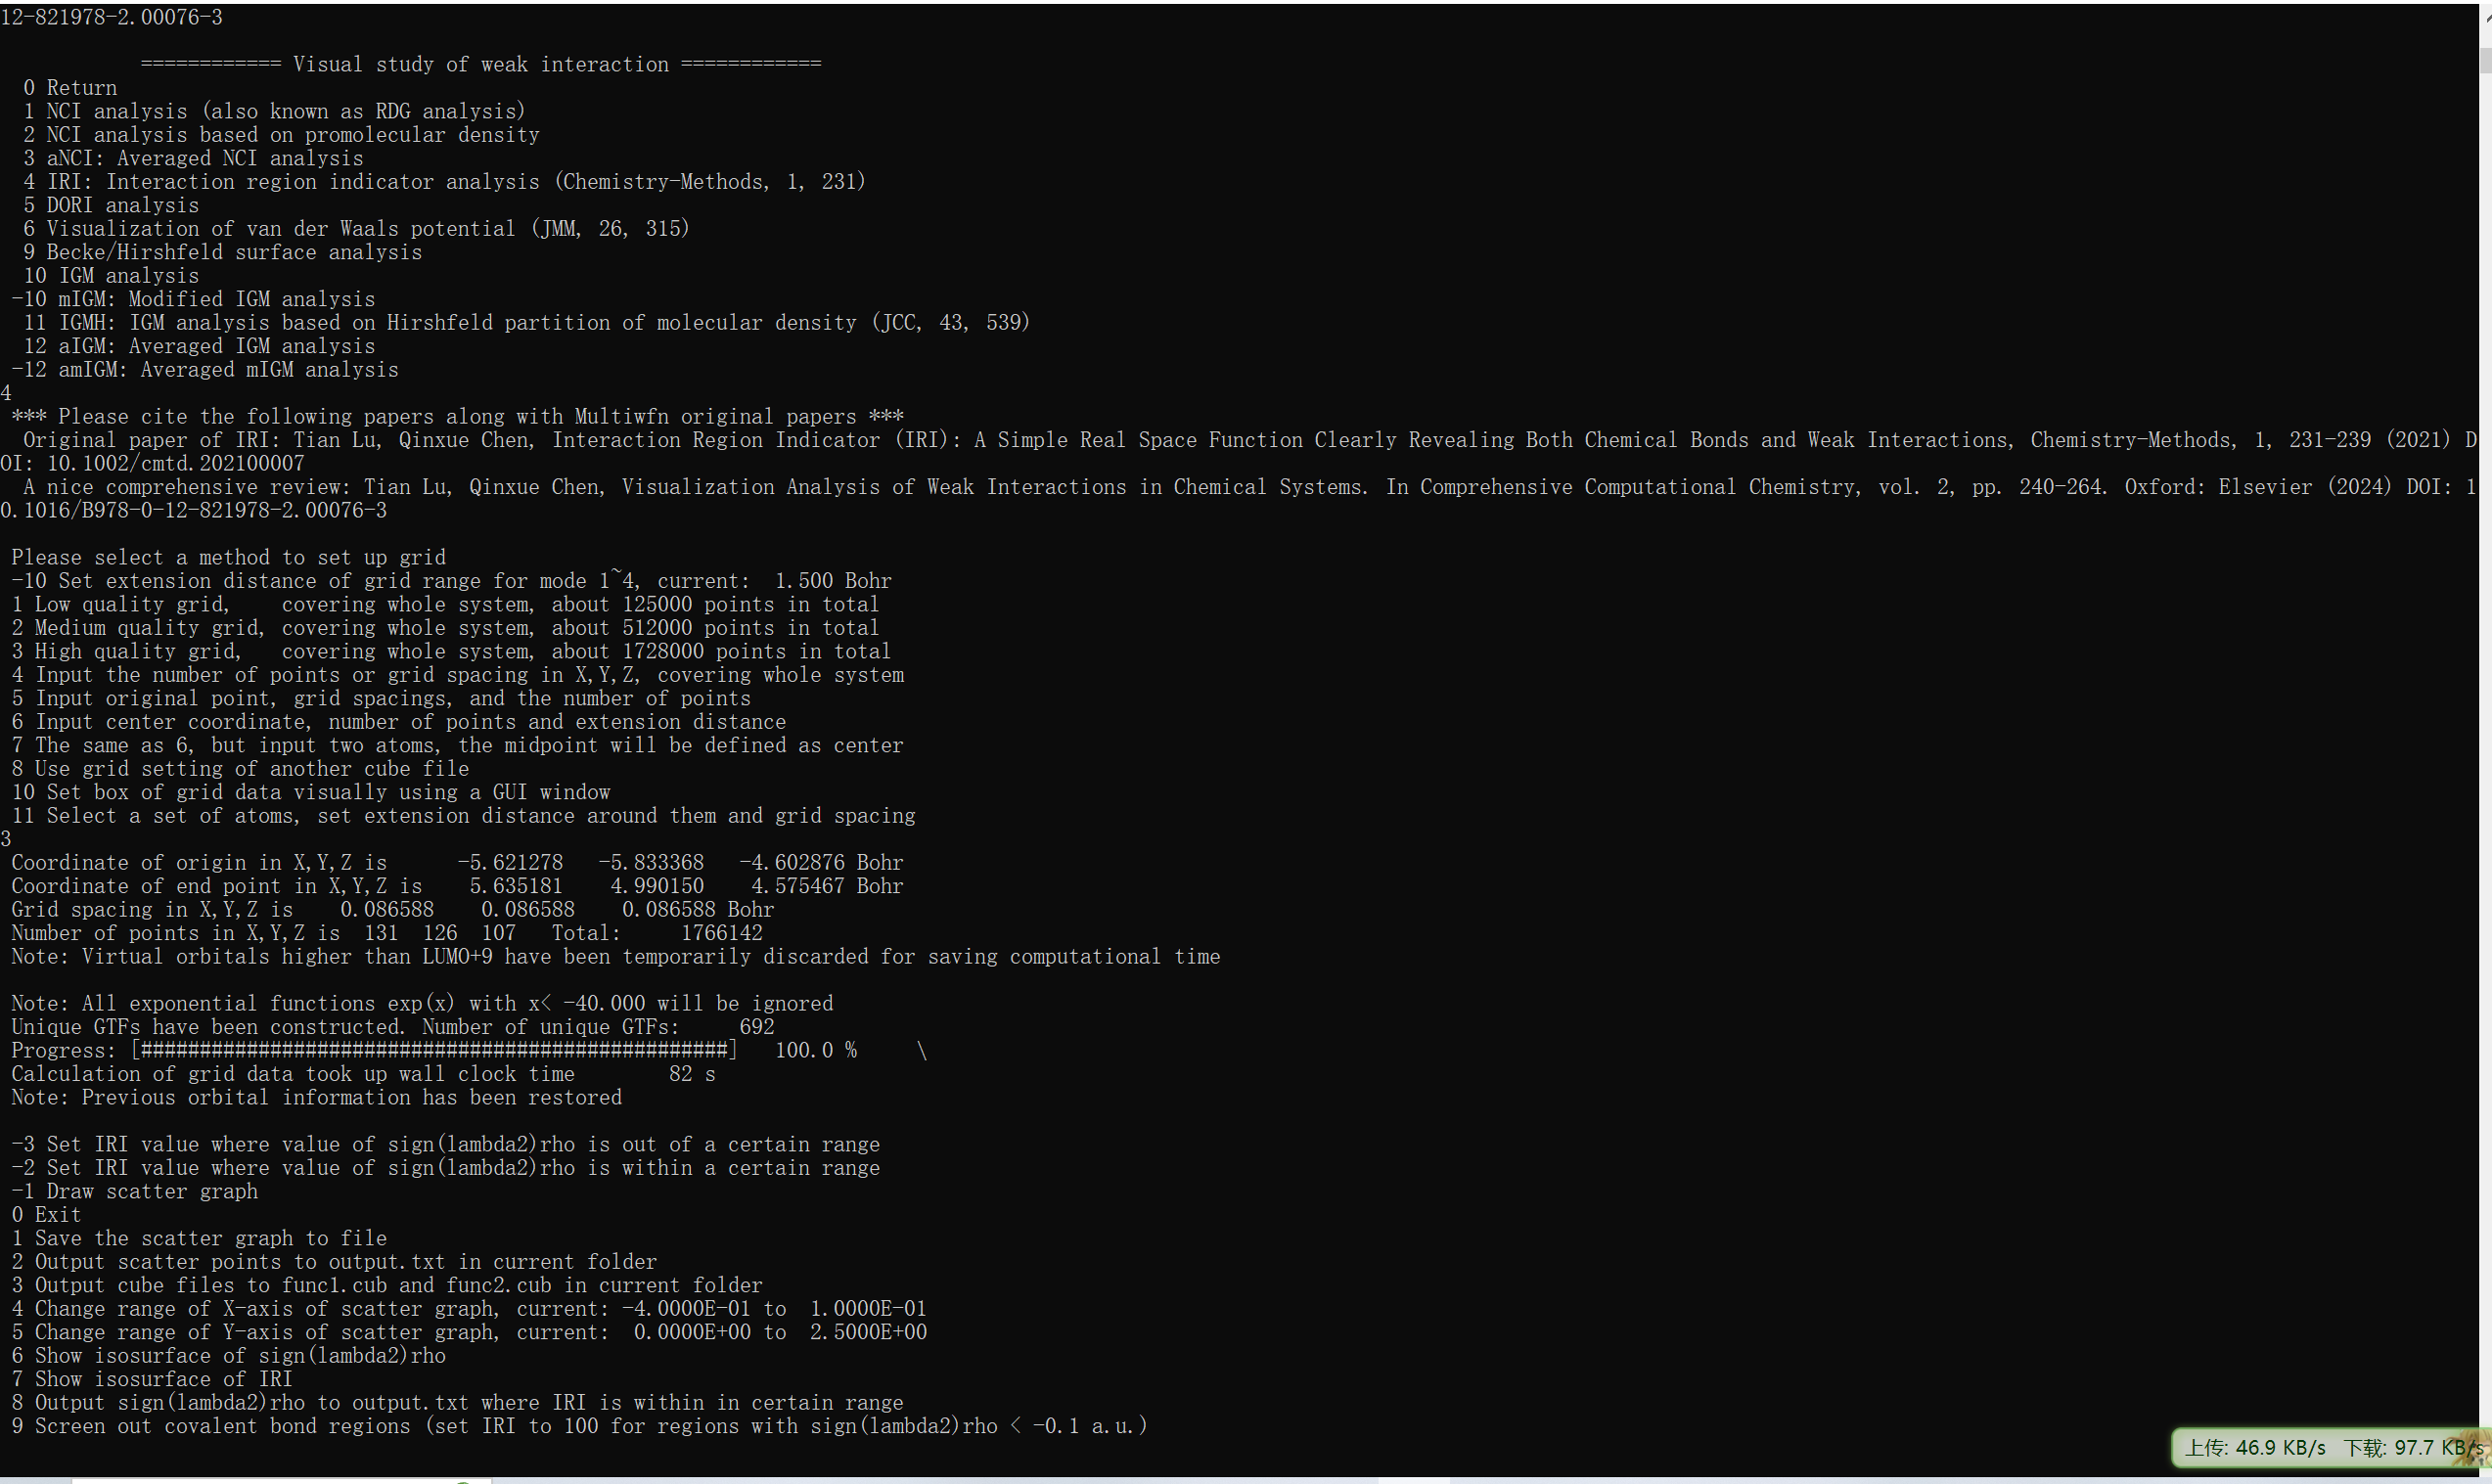 12-821978-2.00076-3
============ Visual study of weak interaction ============
0 Return
1 NCI analysis (also known as RDG analysis)
2 NCI analysis based on promolecular density
3 aNCI: Averaged NCI analysis
4 IRI: Interaction region indicator analysis (Chemistry-Methods, 1, 231)
5 DORI analysis
6 Visualization of van der Waals potential (JMM, 26, 315)
9 Becke/Hirshfeld surface analysis
10 IGM analysis
-10 mIGM: Modified IGM analysis
11 IGMH: IGM analysis based on Hirshfeld partition of molecular density (JCC, 43, 539)
12 aIGM: Averaged IGM analysis
-12 amIGM: Averaged mIGM analysis
4
*** Please cite the following papers along with Multiwfn original papers ***
Original paper of IRI: Tian Lu, Qinxue Chen, Interaction Region Indicator (IRI): A Simple Real Space Function Clearly Revealing Both Chemical Bonds and Weak Interactions, Chemistry-Methods, 1, 231-239 (2021) D
OI: 10.1002/cmtd.202100007
A nice comprehensive review: Tian Lu, Qinxue Chen, Visualization Analysis of Weak Interactions in Chemical Systems. In Comprehensive Computational Chemistry, vol. 2, pp. 240-264. Oxford: Elsevier (2024) DOI: 1
0.1016/B978-0-12-821978-2.00076-3
Please select a method to set up grid
-10 Set extension distance of grid range for mode 1~4, current:  1.500 Bohr
1 Low quality grid,    covering whole system, about 125000 points in total
2 Medium quality grid, covering whole system, about 512000 points in total
3 High quality grid,   covering whole system, about 1728000 points in total
4 Input the number of points or grid spacing in X,Y,Z, covering whole system
5 Input original point, grid spacings, and the number of points
6 Input center coordinate, number of points and extension distance
7 The same as 6, but input two atoms, the midpoint will be defined as center
8 Use grid setting of another cube file
10 Set box of grid data visually using a GUI window
11 Select a set of atoms, set extension distance around them and grid spacing
3
Coordinate of origin in X,Y,Z is      -5.621278   -5.833368   -4.602876 Bohr
Coordinate of end point in X,Y,Z is    5.635181    4.990150    4.575467 Bohr
Grid spacing in X,Y,Z is    0.086588    0.086588    0.086588 Bohr
Number of points in X,Y,Z is  131  126  107   Total:     1766142
Note: Virtual orbitals higher than LUMO+9 have been temporarily discarded for saving computational time
Note: All exponential functions exp(x) with x< -40.000 will be ignored
Unique GTFs have been constructed. Number of unique GTFs:     692
Progress: [##################################################]   100.0 %     \
Calculation of grid data took up wall clock time        82 s
Note: Previous orbital information has been restored
-3 Set IRI value where value of sign(lambda2)rho is out of a certain range
-2 Set IRI value where value of sign(lambda2)rho is within a certain range
-1 Draw scatter graph
0 Exit
1 Save the scatter graph to file
2 Output scatter points to output.txt in current folder
3 Output cube files to func1.cub and func2.cub in current folder
4 Change range of X-axis of scatter graph, current: -4.0000E-01 to  1.0000E-01
5 Change range of Y-axis of scatter graph, current:  0.0000E+00 to  2.5000E+00
6 Show isosurface of sign(lambda2)rho
7 Show isosurface of IRI
8 Output sign(lambda2)rho to output.txt where IRI is within in certain range
9 Screen out covalent bond regions (set IRI to 100 for regions with sign(lambda2)rho < -0.1 a.u.)
上传: 46.9 KB/s 下载: 97.7 KB/s